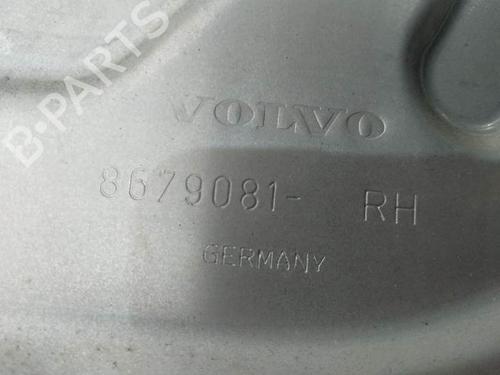 B-PARTS
VOLVO
8679081- RH
GERMANY